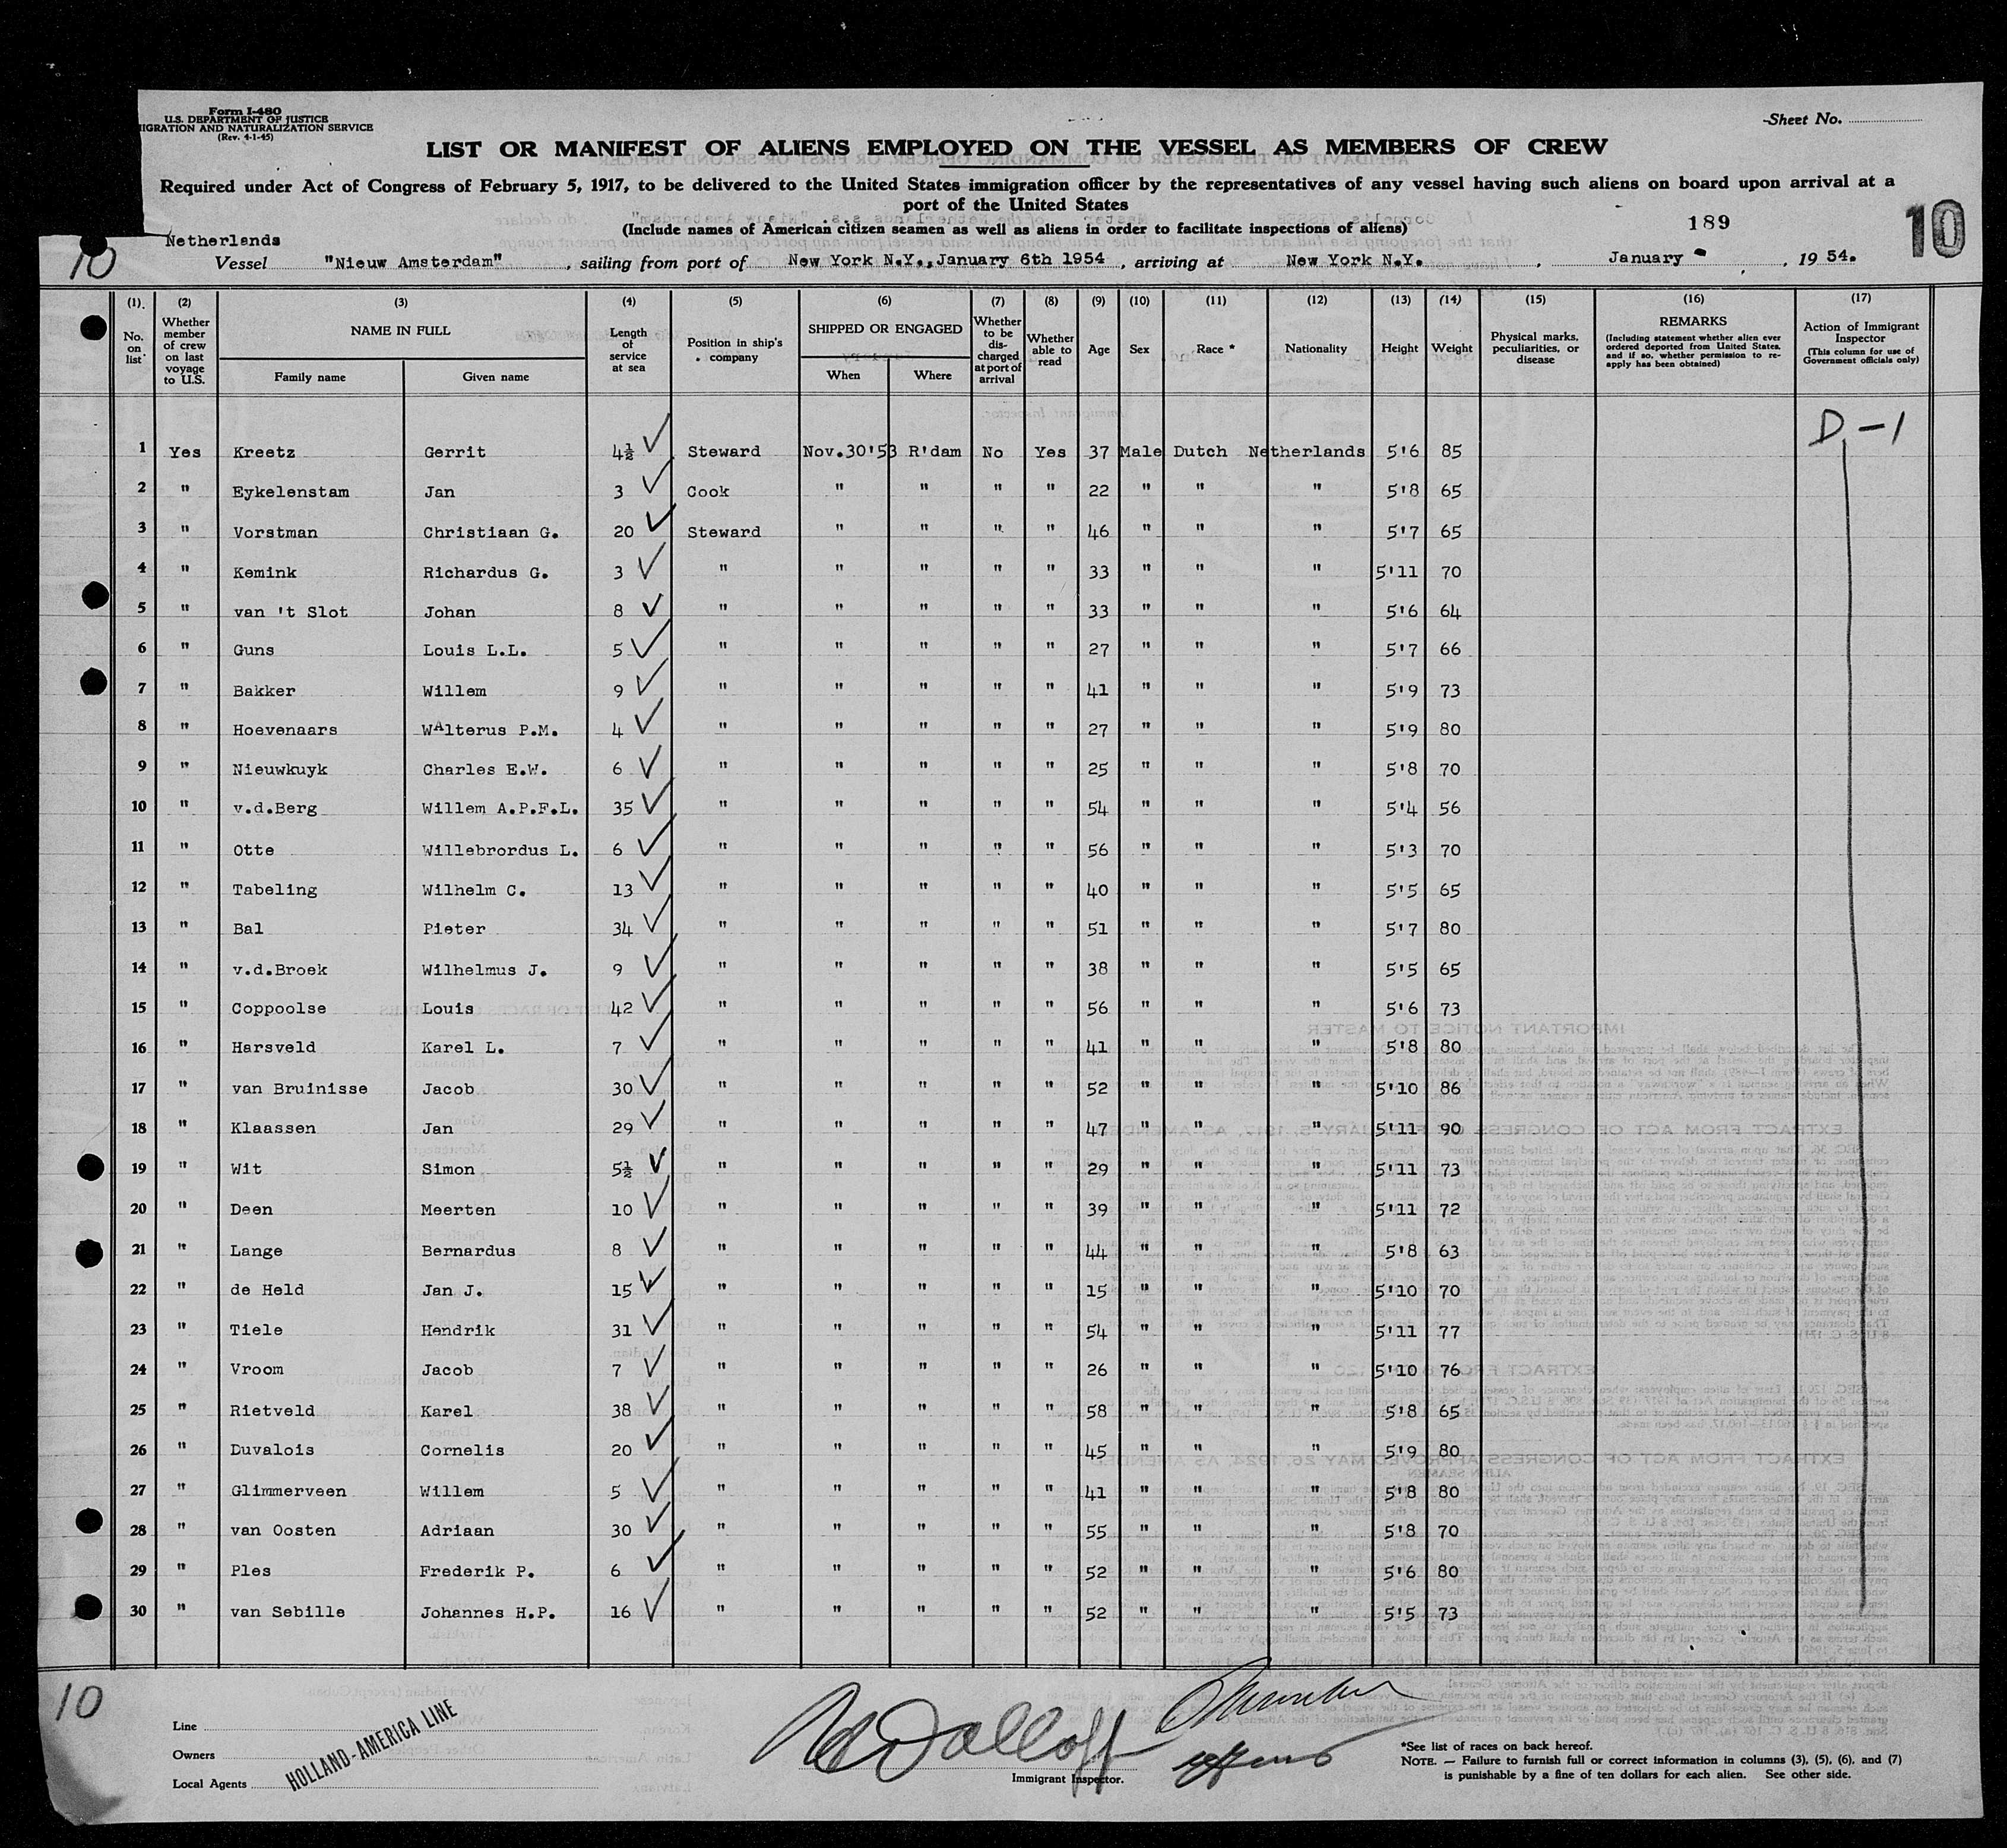 Form I-480
U.S. DEPARTMENT OF JUSTICE
IGRATION AND NATURALIZATION SERVICE
(Rev. 4-1-45)
Sheet No.
LIST OR MANIFEST OF ALIENS EMPLOYED ON THE VESSEL AS MEMBERS OF CREW
Required under Act of Congress of February 5, 1917, to be delivered to the United States immigration officer by the representatives of any vessel having such aliens on board upon arrival at a
port of the United States
(Include names of American citizen seamen as well as aliens in order to facilitate inspections of aliens)
189
10
10
Netherlands
Vessel "Nieuw Amsterdam", sailing from port of New York N.Y., January 6th 1954, arriving at New York N.Y., January, 1954.
(1) (2) (3) (4) (5) (6) (7) (8) (9) (10) (11) (12) (13) (14) (15) (16) (17)
No. on list
Whether member of crew on last voyage to U.S.
NAME IN FULL
Family name Given name
Length of service at sea
Position in ship's company
SHIPPED OR ENGAGED
When Where
Whether to be discharged at port of arrival
Whether able to read
Age Sex Race * Nationality Height Weight
Physical marks, peculiarities, or disease
REMARKS
(Including statement whether alien ever ordered deported from United States, and if so, whether permission to re-apply has been obtained)
Action of Immigrant Inspector
(This column for use of Government officials only)
D-1
1 Yes Kreetz Gerrit 4½ Steward Nov.30'53 R'dam No Yes 37 Male Dutch Netherlands 5'6 85
2 " Eykelenstam Jan 3 Cook " " " " 22 " " " 5'8 65
3 " Vorstman Christiaan G. 20 Steward " " " " 46 " " " 5'7 65
4 " Kemink Richardus G. 3 " " " " " 33 " " " 5'11 70
5 " van 't Slot Johan 8 " " " " " 33 " " " 5'6 64
6 " Guns Louis L.L. 5 " " " " " 27 " " " 5'7 66
7 " Bakker Willem 9 " " " " " 41 " " " 5'9 73
8 " Hoevenaars WAlterus P.M. 4 " " " " " 27 " " " 5'9 80
9 " Nieuwkuyk Charles E.W. 6 " " " " " 25 " " " 5'8 70
10 " v.d.Berg Willem A.P.F.L. 35 " " " " " 54 " " " 5'4 56
11 " Otte Willebrordus L. 6 " " " " " 56 " " " 5'3 70
12 " Tabeling Wilhelm C. 13 " " " " " 40 " " " 5'5 65
13 " Bal Pieter 34 " " " " " 51 " " " 5'7 80
14 " v.d.Broek Wilhelmus J. 9 " " " " " 38 " " " 5'5 65
15 " Coppoolse Louis 42 " " " " " 56 " " " 5'6 73
16 " Harsveld Karel L. 7 " " " " " 41 " " " 5'8 80
17 " van Bruinisse Jacob 30 " " " " " 52 " " " 5'10 86
18 " Klaassen Jan 29 " " " " " 47 " " " 5'11 90
19 " Wit Simon 5½ " " " " " 29 " " " 5'11 73
20 " Deen Meerten 10 " " " " " 39 " " " 5'11 72
21 " Lange Bernardus 8 " " " " " 44 " " " 5'8 63
22 " de Held Jan J. 15 " " " " " 15 " " " 5'10 70
23 " Tiele Hendrik 31 " " " " " 54 " " " 5'11 77
24 " Vroom Jacob 7 " " " " " 26 " " " 5'10 76
25 " Rietveld Karel 38 " " " " " 58 " " " 5'8 65
26 " Duvalois Cornelis 20 " " " " " 45 " " " 5'9 80
27 " Glimmerveen Willem 5 " " " " " 41 " " " 5'8 80
28 " van Oosten Adriaan 30 " " " " " 55 " " " 5'8 70
29 " Ples Frederik P. 6 " " " " " 52 " " " 5'6 80
30 " van Sebille Johannes H.P. 16 " " " " " 52 " " " 5'5 73
10
Line
Owners
Local Agents
HOLLAND-AMERICA LINE
Immigrant Inspector.
*See list of races on back hereof.
NOTE. — Failure to furnish full or correct information in columns (3), (5), (6), and (7)
is punishable by a fine of ten dollars for each alien. See other side.